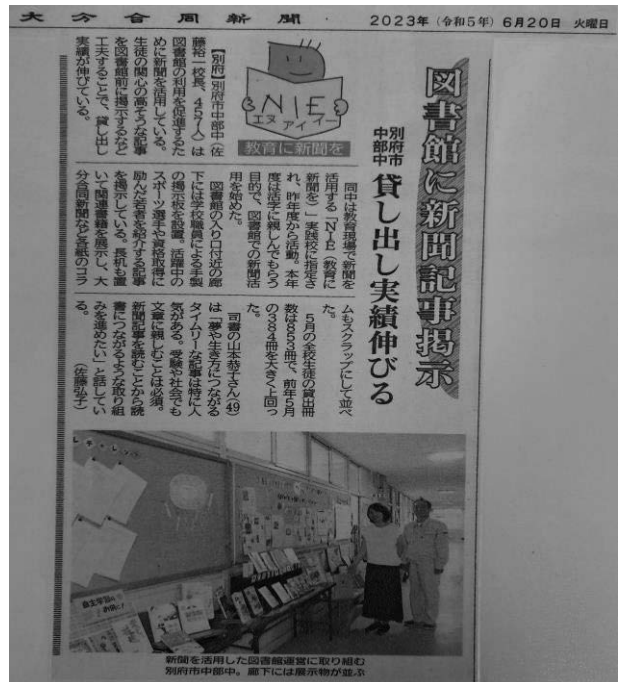 大分合同新聞
2023年（令和5年）6月20日　火曜日
図書館に新聞記事掲示
別府市
中部中
貸し出し実績伸びる
NIE
エヌアイイー
教育に新聞を
【別府】別府市中部中（佐
藤裕一校長、457人）は
図書館の利用を促進するた
めに新聞を活用している。
生徒の関心の高そうな記事
を図書館前に掲示するなど
工夫することで、貸し出し
実績が伸びている。
同中は教育現場で新聞を
活用する「NIE（教育に
新聞を）」実践校に指定さ
れ、昨年度から活動。本年
度は活字に親しんでもらう
目的で、図書館での新聞活
用を始めた。
図書館の入り口付近の廊
下には学校職員による手製
の掲示板を設置。活躍中の
スポーツ選手や資格取得に
励んだ若者を紹介する記事
を掲示している。長机も置
いて関連書籍を展示し、大
分合同新聞など各紙のコラ
ムもスクラップにして並べ
た。
5月の全校生徒の貸出冊
数は853冊で、前年5月
の384冊を大きく上回っ
た。
司書の山本恭子さん（49）
は「夢や生き方につながる
タイムリーな記事は特に人
気がある。受験や社会でも
文章に親しむことは必須。
新聞記事を読むことから読
書につながるような取り組
みを進めたい」と話してい
る。　（佐藤弘子）
自主学習の
お供に！
新聞を活用した図書館運営に取り組む
別府市中部中。廊下には展示物が並ぶ